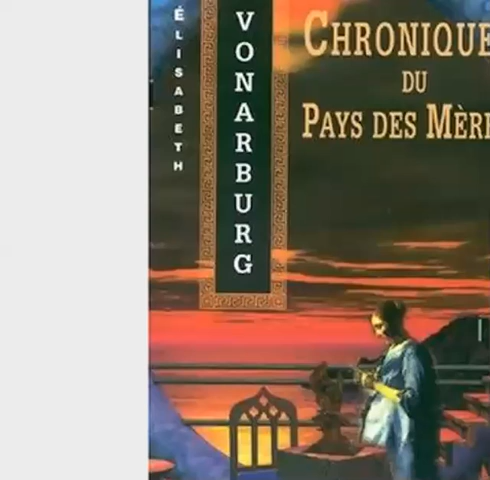 ÉLISABETH
VONARBURG
CHRONIQUE
DU
PAYS DES MÈR